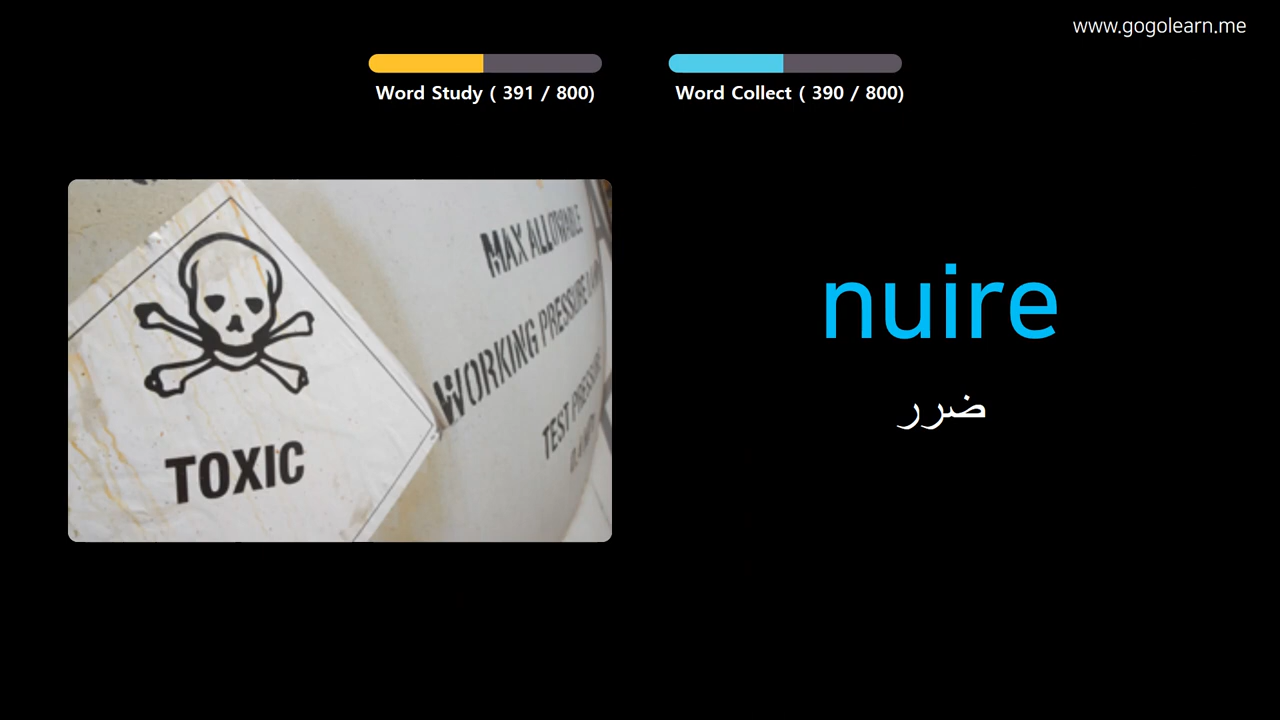 www.gogolearn.me
Word Study ( 391 / 800)
Word Collect ( 390 / 800)
MAX ALLOWABLE
WORKING PRESSURE
TEST PRESSURE
TOXIC
nuire
ضرر